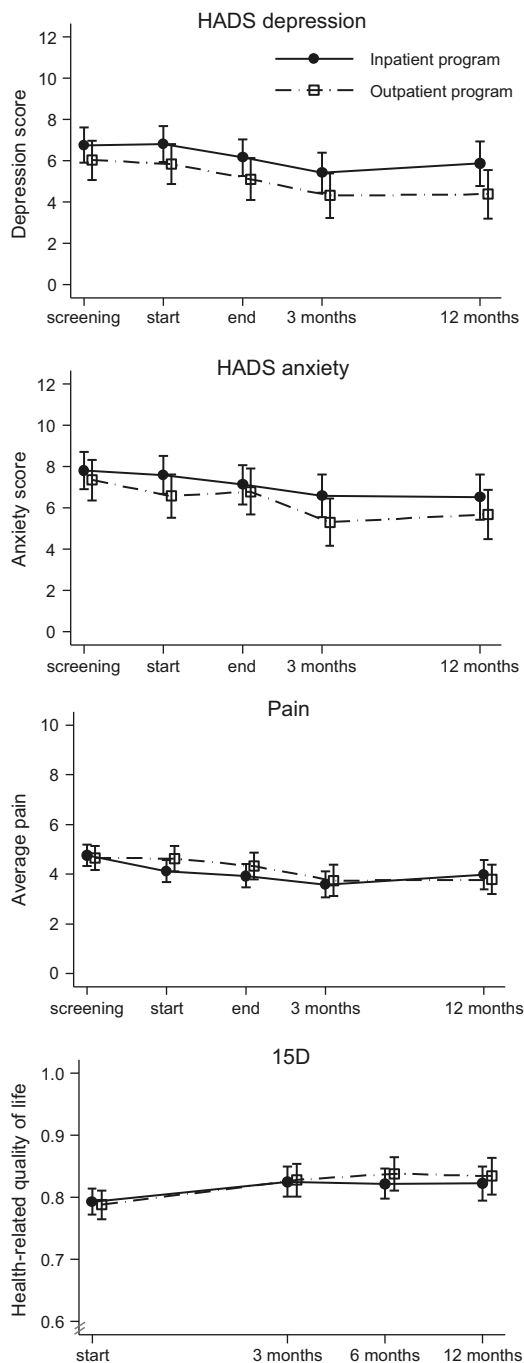 HADS depression
Inpatient program
Outpatient program
Depression score
12
10
8
6
4
2
0
screening start end 3 months 12 months
HADS anxiety
Anxiety score
12
10
8
6
4
2
0
screening start end 3 months 12 months
Pain
Average pain
10
8
6
4
2
0
screening start end 3 months 12 months
15D
Health-related quality of life
1.0
0.9
0.8
0.7
0.6
start 3 months 6 months 12 months